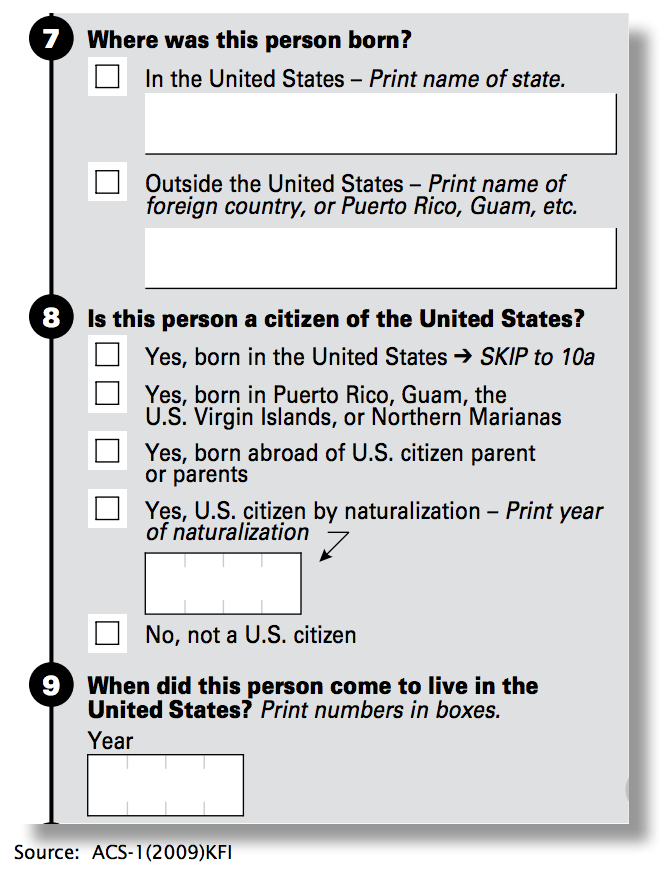 7 Where was this person born?
In the United States – Print name of state.
Outside the United States – Print name of
foreign country, or Puerto Rico, Guam, etc.
8 Is this person a citizen of the United States?
Yes, born in the United States ➔ SKIP to 10a
Yes, born in Puerto Rico, Guam, the
U.S. Virgin Islands, or Northern Marianas
Yes, born abroad of U.S. citizen parent
or parents
Yes, U.S. citizen by naturalization – Print year
of naturalization
No, not a U.S. citizen
9 When did this person come to live in the
United States? Print numbers in boxes.
Year
Source: ACS-1(2009)KFI